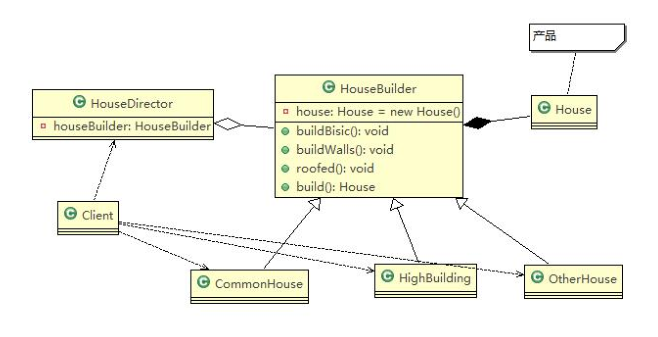 产品
HouseBuilder
house: House = new House()
buildBisic(): void
buildWalls(): void
roofed(): void
build(): House
HouseDirector
houseBuilder: HouseBuilder
House
Client
CommonHouse
HighBuilding
OtherHouse